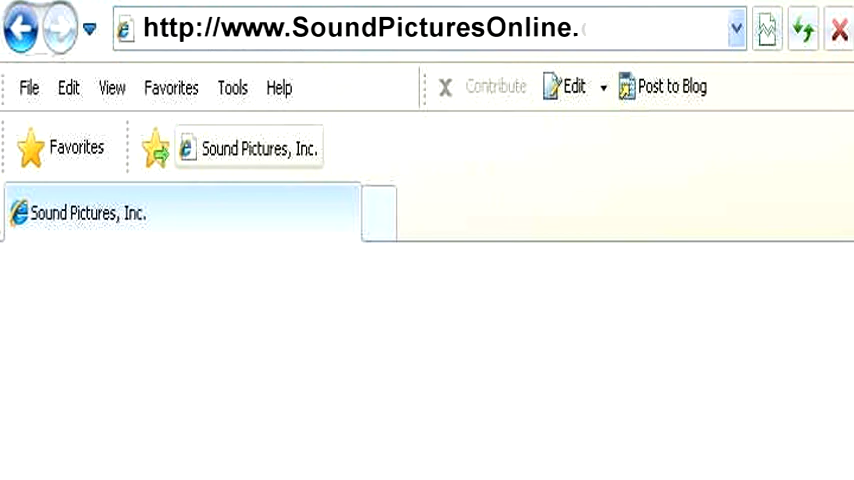 http://www.SoundPicturesOnline.
File Edit View Favorites Tools Help Contribute Edit Post to Blog
Favorites Sound Pictures, Inc.
Sound Pictures, Inc.